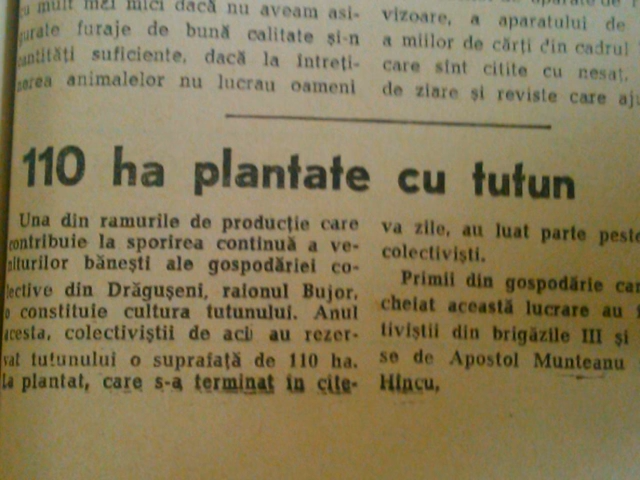 cu mult mai mici dacă nu aveam asi-
gurate furaje de bună calitate și-n
cantități suficiente, dacă la întreți-
nerea animalelor nu lucrau oameni
vizoare, a aparatului de
a miilor de cărți din cadrul
care sînt citite cu nesaț,
de ziare și reviste care aju
110 ha plantate cu tutun
Una din ramurile de producție care
contribuie la sporirea continuă a ve-
niturilor bănești ale gospodăriei co-
lective din Drăgușeni, raionul Bujor,
o constituie cultura tutunului. Anul
acesta, colectiviștii de aci au rezer-
vat tutunului o suprafață de 110 ha.
La plantat, care s-a terminat în cîte-
va zile, au luat parte peste
colectiviști.
Primii din gospodărie car
cheiat această lucrare au f
tiviștii din brigăzile III și
se de Apostol Munteanu
Hîncu,